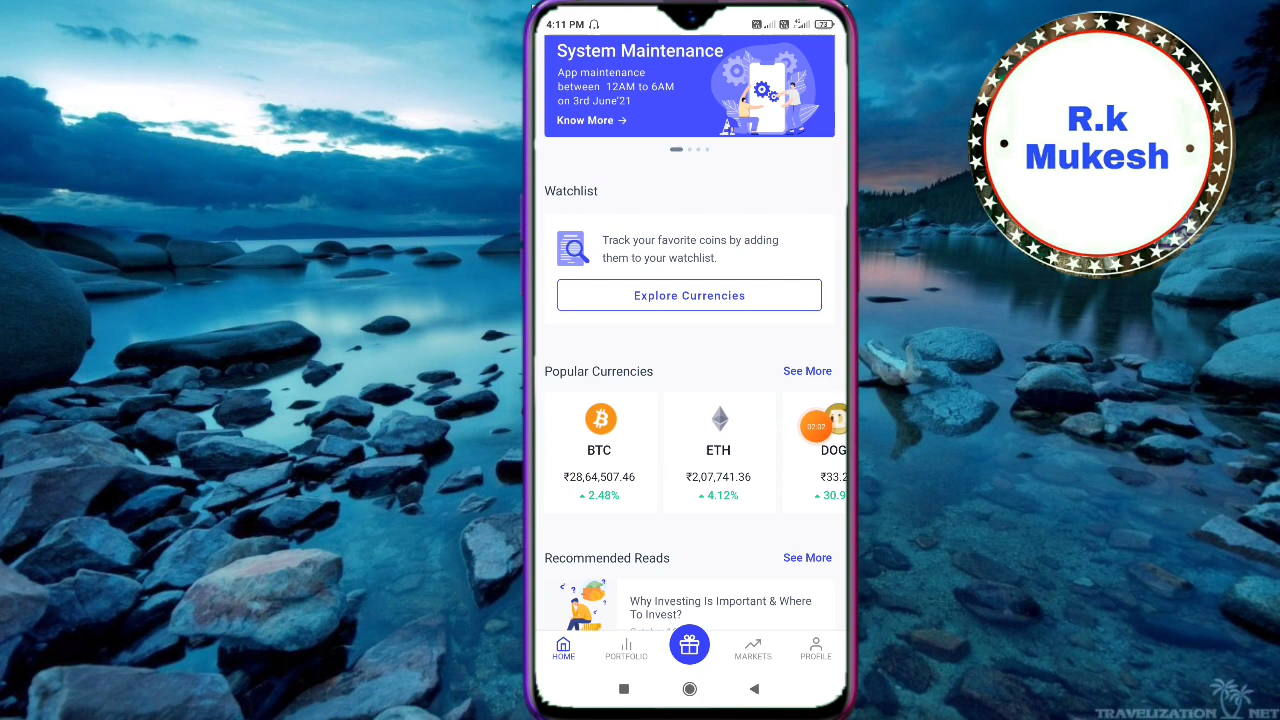 4:11 PM
73
System Maintenance
App maintenance
between 12AM to 6AM
on 3rd June'21
Know More →
R.k
Mukesh
Watchlist
Track your favorite coins by adding
them to your watchlist.
Explore Currencies
Popular Currencies
See More
BTC
ETH
DOG
₹28,64,507.46
₹2,07,741.36
₹33.2
2.48%
4.12%
30.9
02:02
Recommended Reads
See More
Why Investing Is Important & Where
To Invest?
HOME
PORTFOLIO
MARKETS
PROFILE
TRAVELIZATION NET